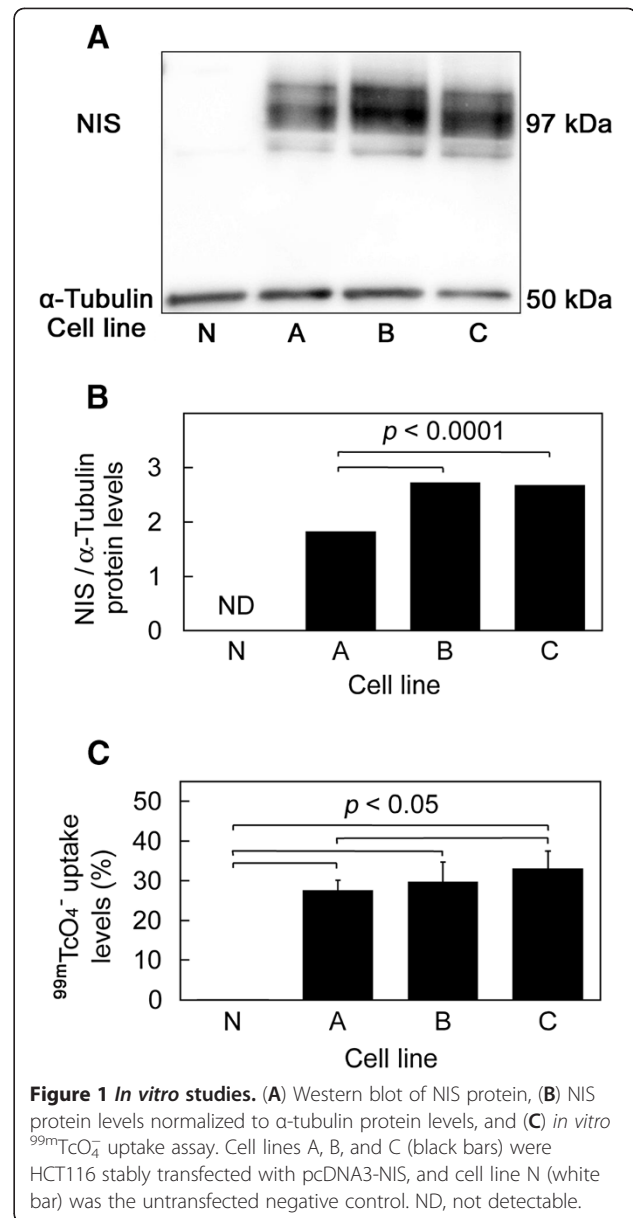 A
NIS
97 kDa
α-Tubulin
50 kDa
Cell line
N A B C
B
p < 0.0001
NIS / α-Tubulin
protein levels
3
2
1
0
ND
N A B C
Cell line
C
p < 0.05
⁹⁹ᵐTcO₄⁻ uptake
levels (%)
50
40
30
20
10
0
N A B C
Cell line
Figure 1 In vitro studies. (A) Western blot of NIS protein, (B) NIS
protein levels normalized to α-tubulin protein levels, and (C) in vitro
⁹⁹ᵐTcO₄⁻ uptake assay. Cell lines A, B, and C (black bars) were
HCT116 stably transfected with pcDNA3-NIS, and cell line N (white
bar) was the untransfected negative control. ND, not detectable.